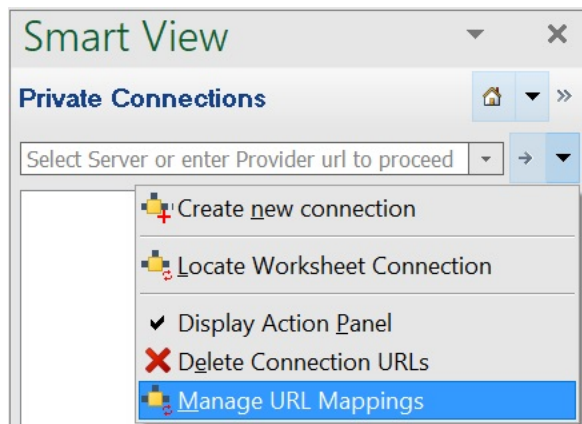 Smart View
Private Connections
Select Server or enter Provider url to proceed
Create new connection
Locate Worksheet Connection
Display Action Panel
Delete Connection URLs
Manage URL Mappings